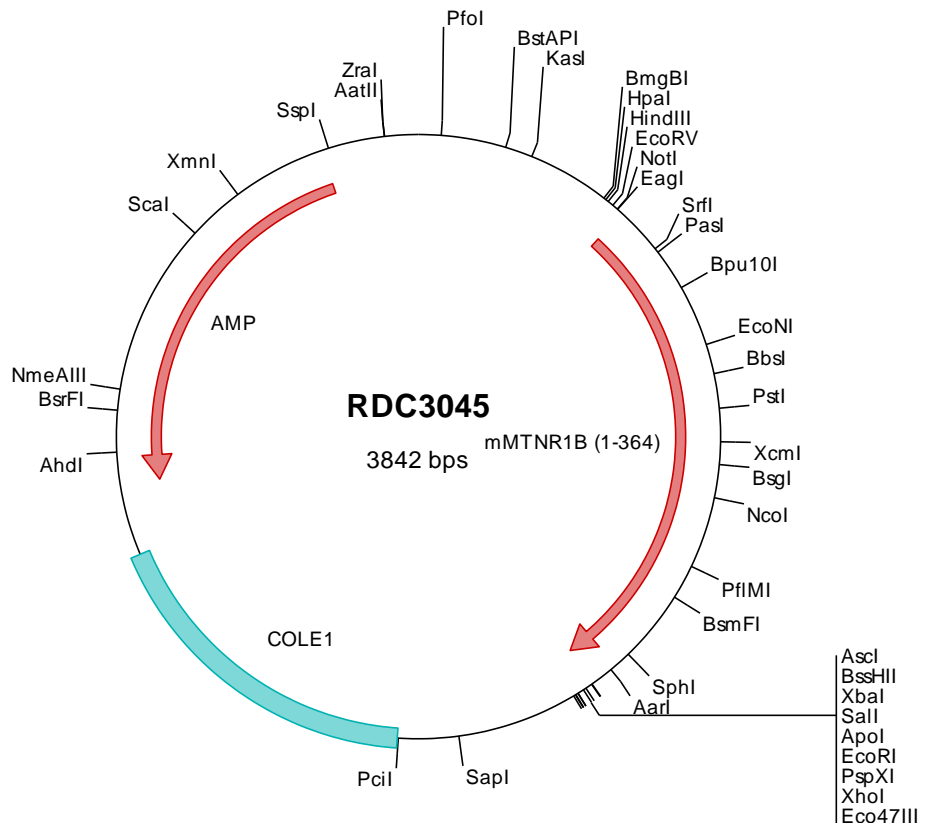 PfoI
BstAPI
KasI
ZraI
AatII
SspI
BmgBI
HpaI
HindIII
EcoRV
NotI
EagI
XmnI
ScaI
SrfI
PasI
Bpu10I
AMP
EcoNI
BbsI
NmeAIII
BsrFI
PstI
RDC3045
mMTNR1B (1-364)
3842 bps
XcmI
BsgI
AhdI
NcoI
PflMI
BsmFI
COLE1
SphI
AarI
AscI
BssHII
XbaI
SalI
ApoI
EcoRI
PspXI
XhoI
Eco47III
PciI
SapI